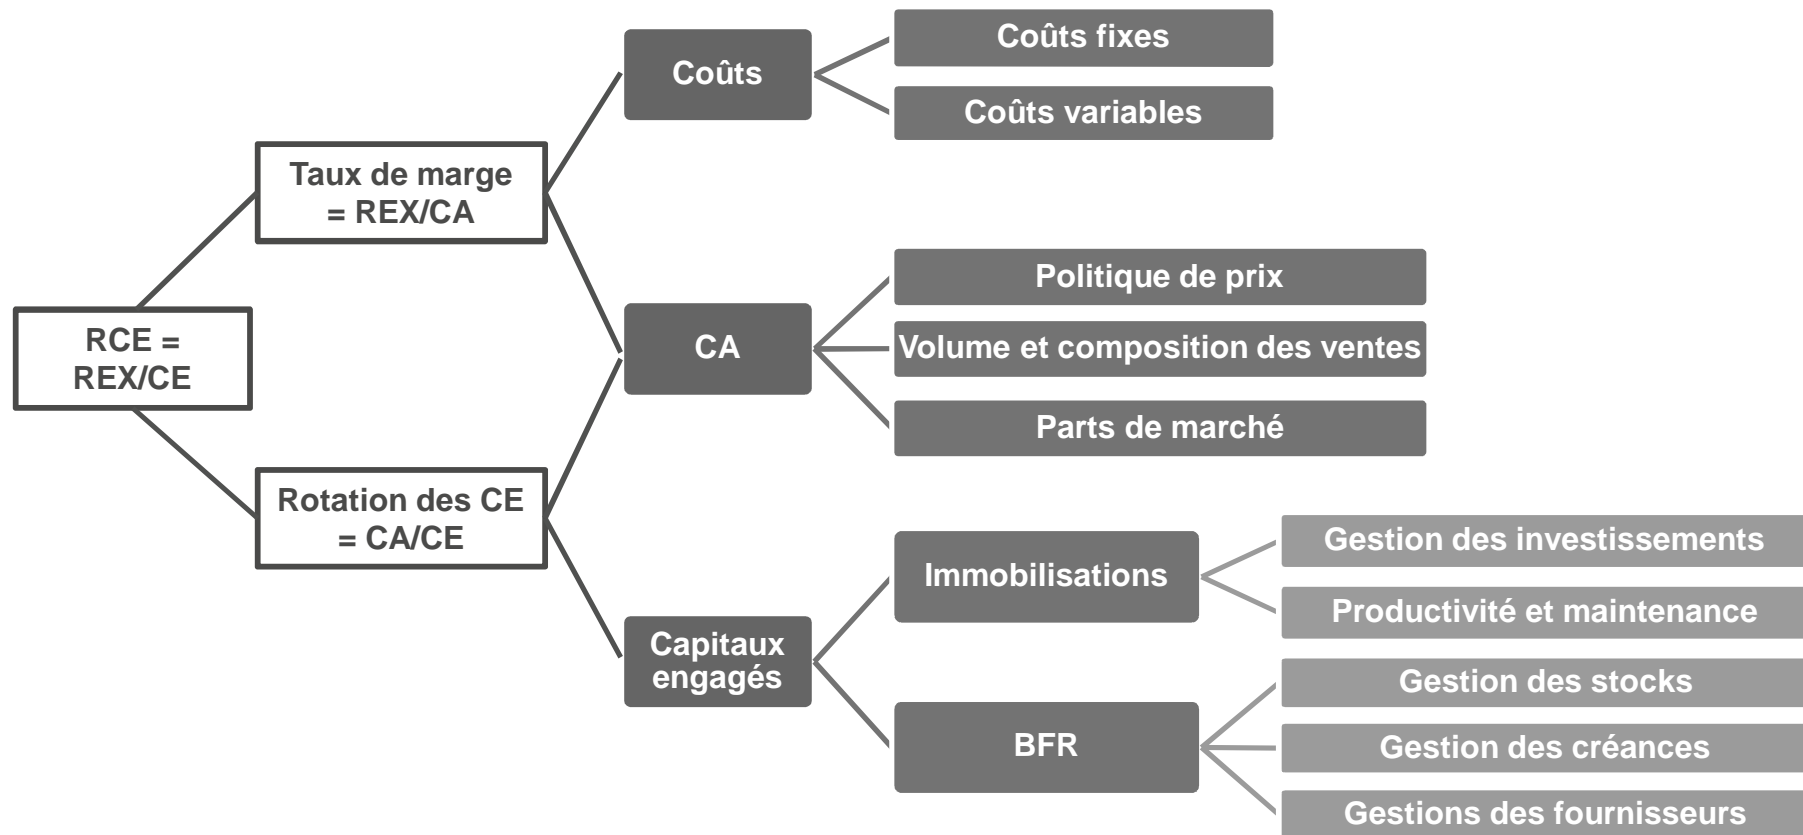 Coûts
Coûts fixes
Coûts variables
Taux de marge
= REX/CA
RCE =
REX/CE
CA
Politique de prix
Volume et composition des ventes
Parts de marché
Rotation des CE
= CA/CE
Capitaux
engagés
Immobilisations
Gestion des investissements
Productivité et maintenance
BFR
Gestion des stocks
Gestion des créances
Gestions des fournisseurs